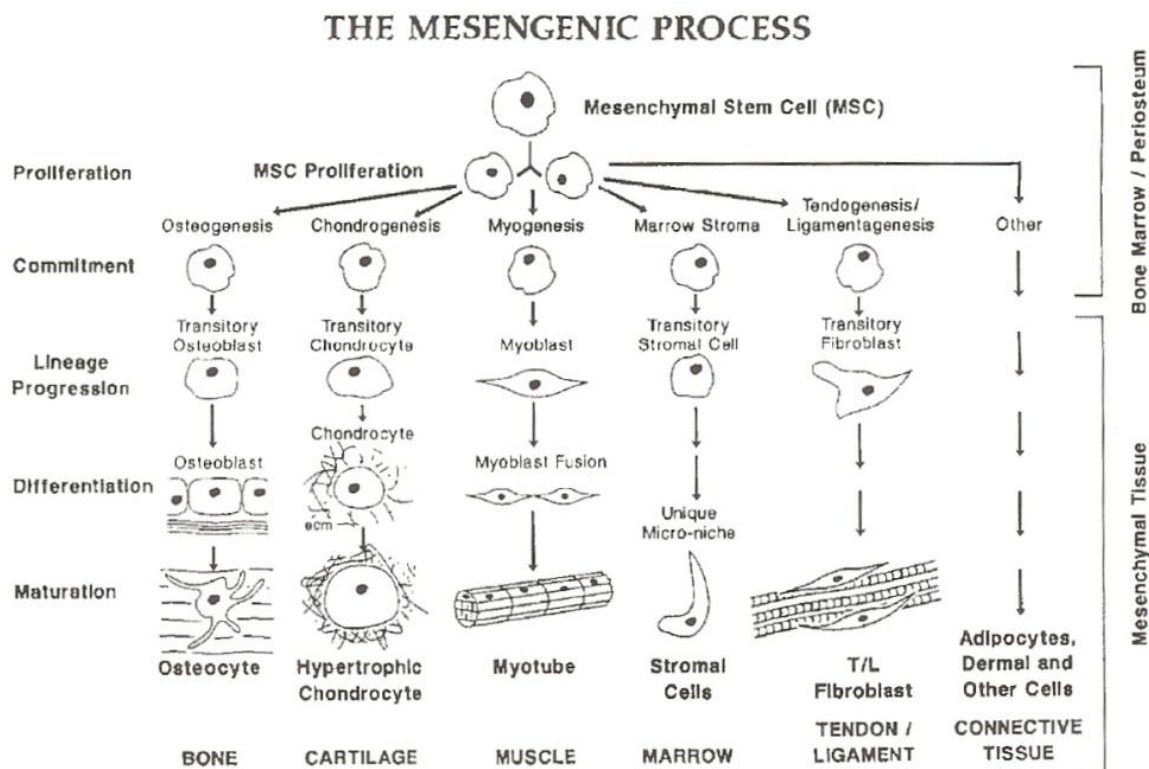 THE MESENGENIC PROCESS
Mesenchymal Stem Cell (MSC)
Proliferation
MSC Proliferation
Osteogenesis
Chondrogenesis
Myogenesis
Marrow Stroma
Tendogenesis/
Ligamentagenesis
Other
Commitment
Transitory
Osteoblast
Transitory
Chondrocyte
Myoblast
Transitory
Stromal Cell
Transitory
Fibroblast
Lineage
Progression
Chondrocyte
Osteoblast
Myoblast Fusion
Differentiation
ecm
Unique
Micro-niche
Maturation
Osteocyte
Hypertrophic
Chondrocyte
Myotube
Stromal
Cells
T/L
Fibroblast
Adipocytes,
Dermal and
Other Cells
BONE
CARTILAGE
MUSCLE
MARROW
TENDON /
LIGAMENT
CONNECTIVE
TISSUE
Bone Marrow / Periosteum
Mesenchymal Tissue